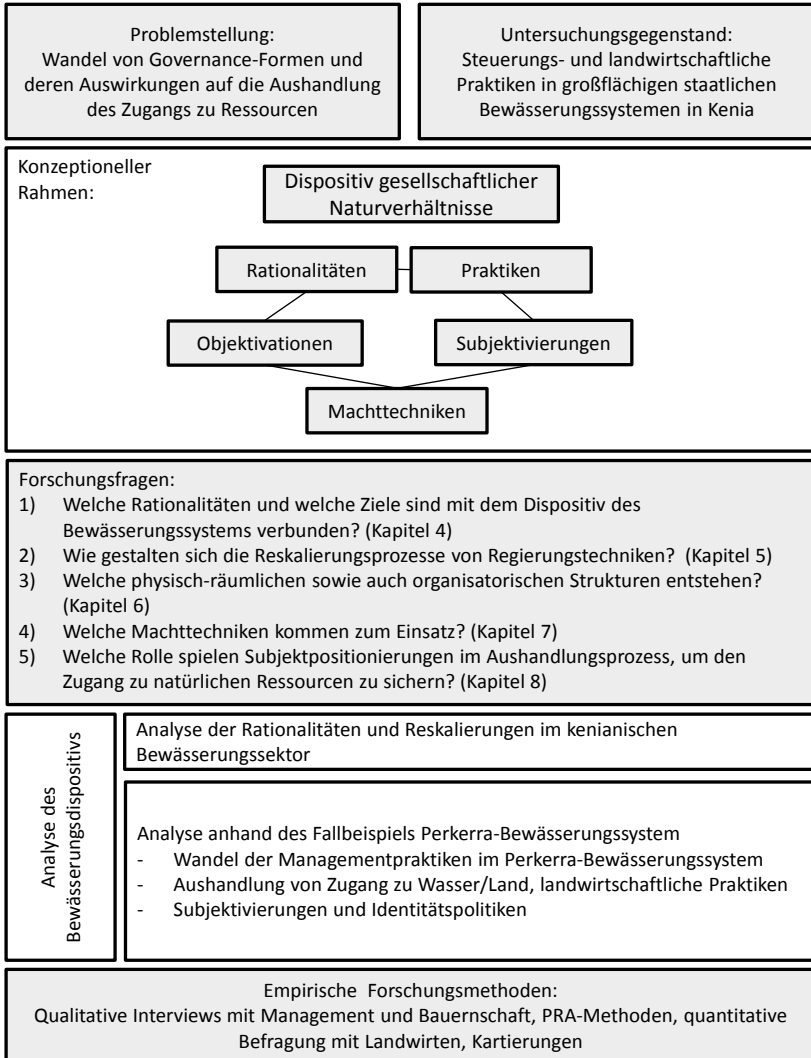 Problemstellung:
Wandel von Governance-Formen und
deren Auswirkungen auf die Aushandlung
des Zugangs zu Ressourcen
Untersuchungsgegenstand:
Steuerungs- und landwirtschaftliche
Praktiken in großflächigen staatlichen
Bewässerungssystemen in Kenia
Konzeptioneller
Rahmen:
Dispositiv gesellschaftlicher
Naturverhältnisse
Rationalitäten
Praktiken
Objektivationen
Subjektivierungen
Machttechniken
Forschungsfragen:
1) Welche Rationalitäten und welche Ziele sind mit dem Dispositiv des
Bewässerungssystems verbunden? (Kapitel 4)
2) Wie gestalten sich die Reskalierungsprozesse von Regierungstechniken? (Kapitel 5)
3) Welche physisch-räumlichen sowie auch organisatorischen Strukturen entstehen?
(Kapitel 6)
4) Welche Machttechniken kommen zum Einsatz? (Kapitel 7)
5) Welche Rolle spielen Subjektpositionierungen im Aushandlungsprozess, um den
Zugang zu natürlichen Ressourcen zu sichern? (Kapitel 8)
Analyse des
Bewässerungsdispositivs
Analyse der Rationalitäten und Reskalierungen im kenianischen
Bewässerungssektor
Analyse anhand des Fallbeispiels Perkerra-Bewässerungssystem
- Wandel der Managementpraktiken im Perkerra-Bewässerungssystem
- Aushandlung von Zugang zu Wasser/Land, landwirtschaftliche Praktiken
- Subjektivierungen und Identitätspolitiken
Empirische Forschungsmethoden:
Qualitative Interviews mit Management und Bauernschaft, PRA-Methoden, quantitative
Befragung mit Landwirten, Kartierungen